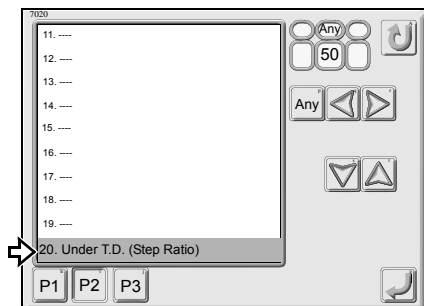 7020
11. ----
12. ----
13. ----
14. ----
15. ----
16. ----
17. ----
18. ----
19. ----
20. Under T.D. (Step Ratio)
Any
50
Any
P1 P2 P3